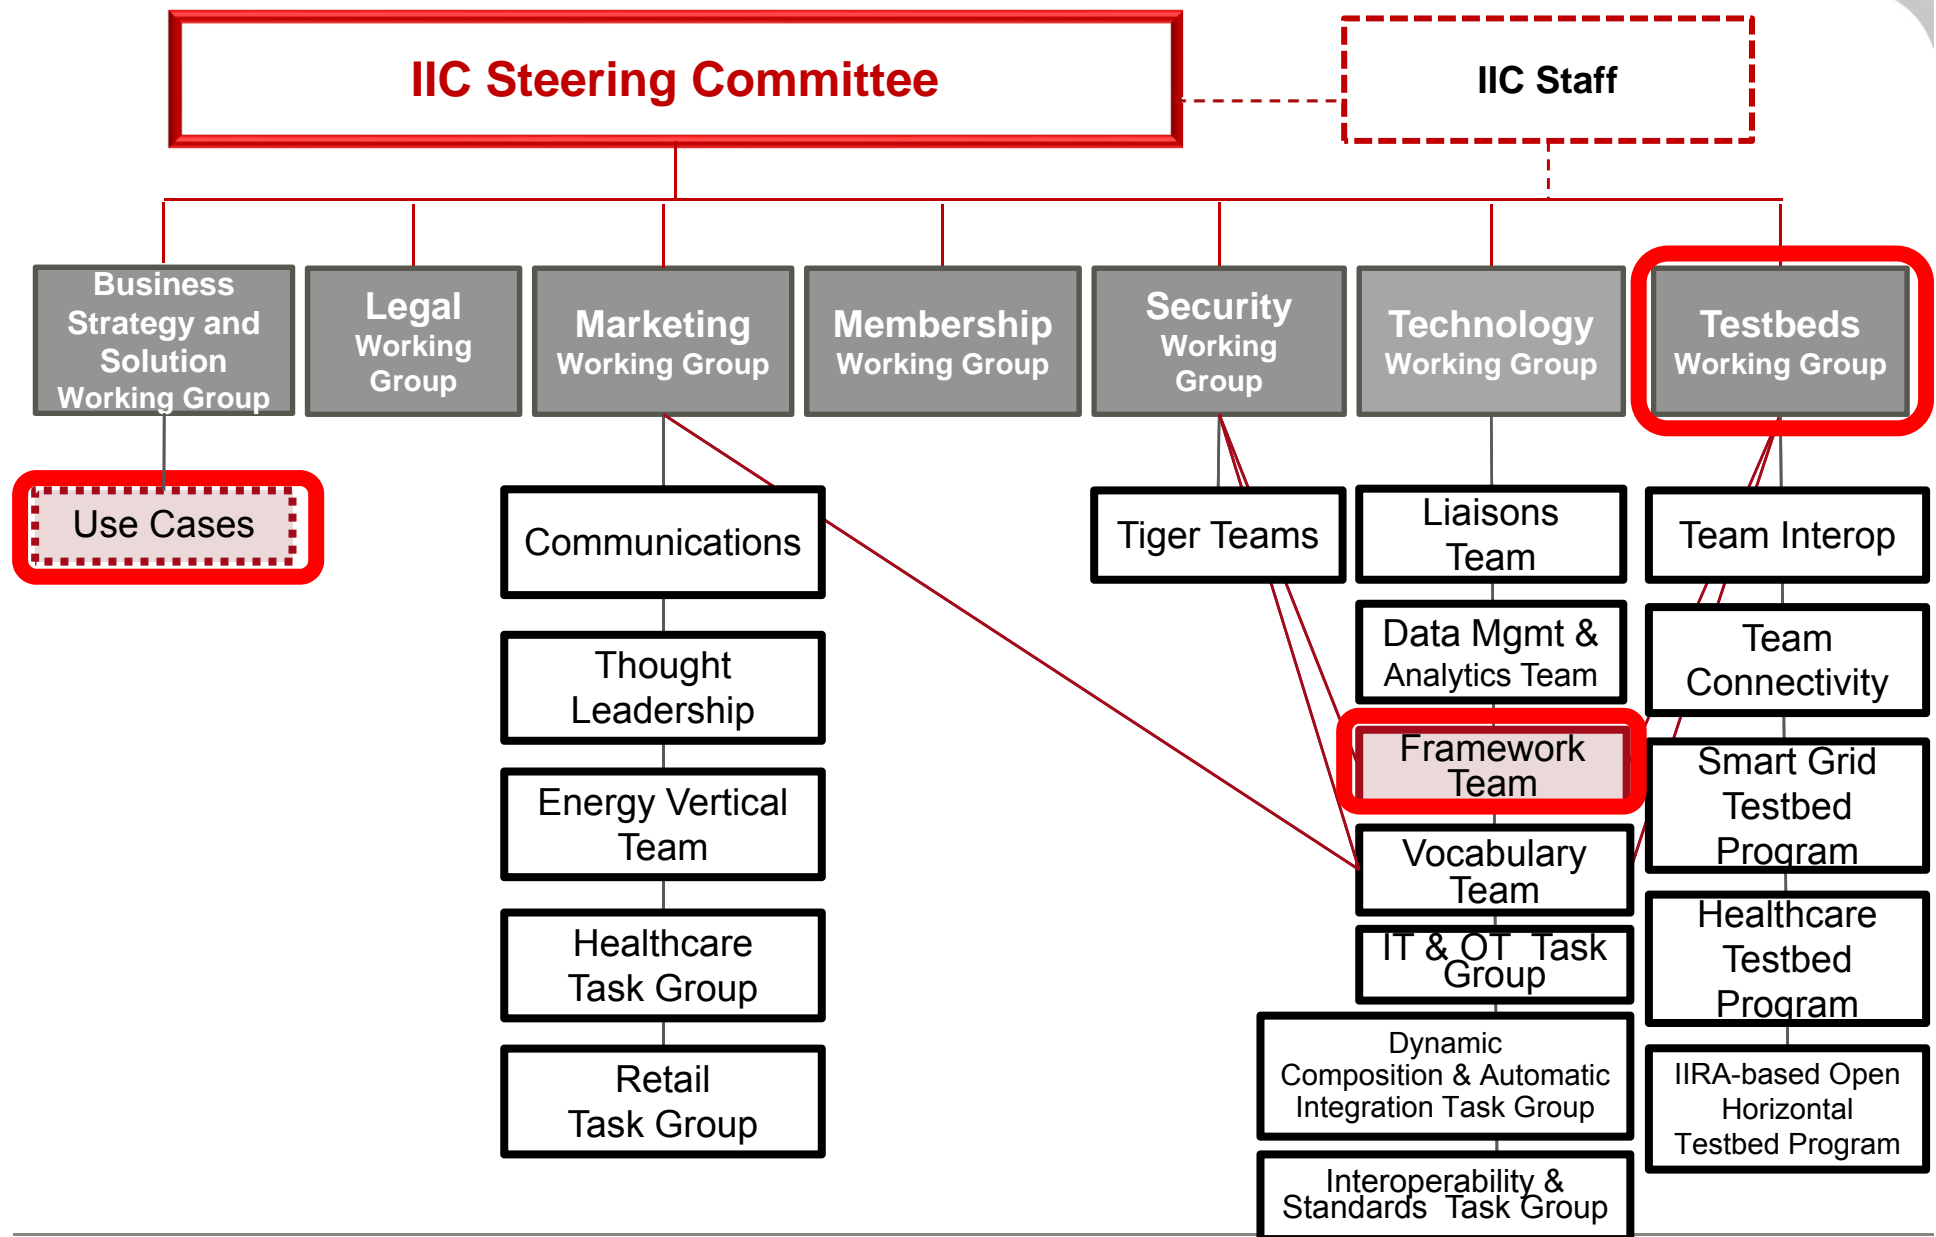 IIC Steering Committee
IIC Staff
Business
Strategy and
Solution
Working Group
Legal
Working
Group
Marketing
Working Group
Membership
Working Group
Security
Working
Group
Technology
Working Group
Testbeds
Working Group
Use Cases
Communications
Thought
Leadership
Energy Vertical
Team
Healthcare
Task Group
Retail
Task Group
Tiger Teams
Liaisons
Team
Data Mgmt &
Analytics Team
Framework
Team
Vocabulary
Team
IT & OT Task
Group
Dynamic
Composition & Automatic
Integration Task Group
Interoperability &
Standards Task Group
Team Interop
Team
Connectivity
Smart Grid
Testbed
Program
Healthcare
Testbed
Program
IIRA-based Open
Horizontal
Testbed Program